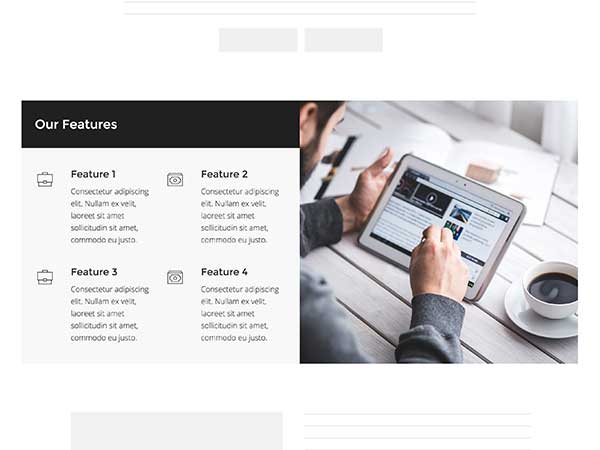 Our Features
Feature 1
Consectetur adipiscing
elit. Nullam ex velit,
laoreet sit amet
sollicitudin sit amet,
commodo eu justo.
Feature 2
Consectetur adipiscing
elit. Nullam ex velit,
laoreet sit amet
sollicitudin sit amet,
commodo eu justo.
Feature 3
Consectetur adipiscing
elit. Nullam ex velit,
laoreet sit amet
sollicitudin sit amet,
commodo eu justo.
Feature 4
Consectetur adipiscing
elit. Nullam ex velit,
laoreet sit amet
sollicitudin sit amet,
commodo eu justo.